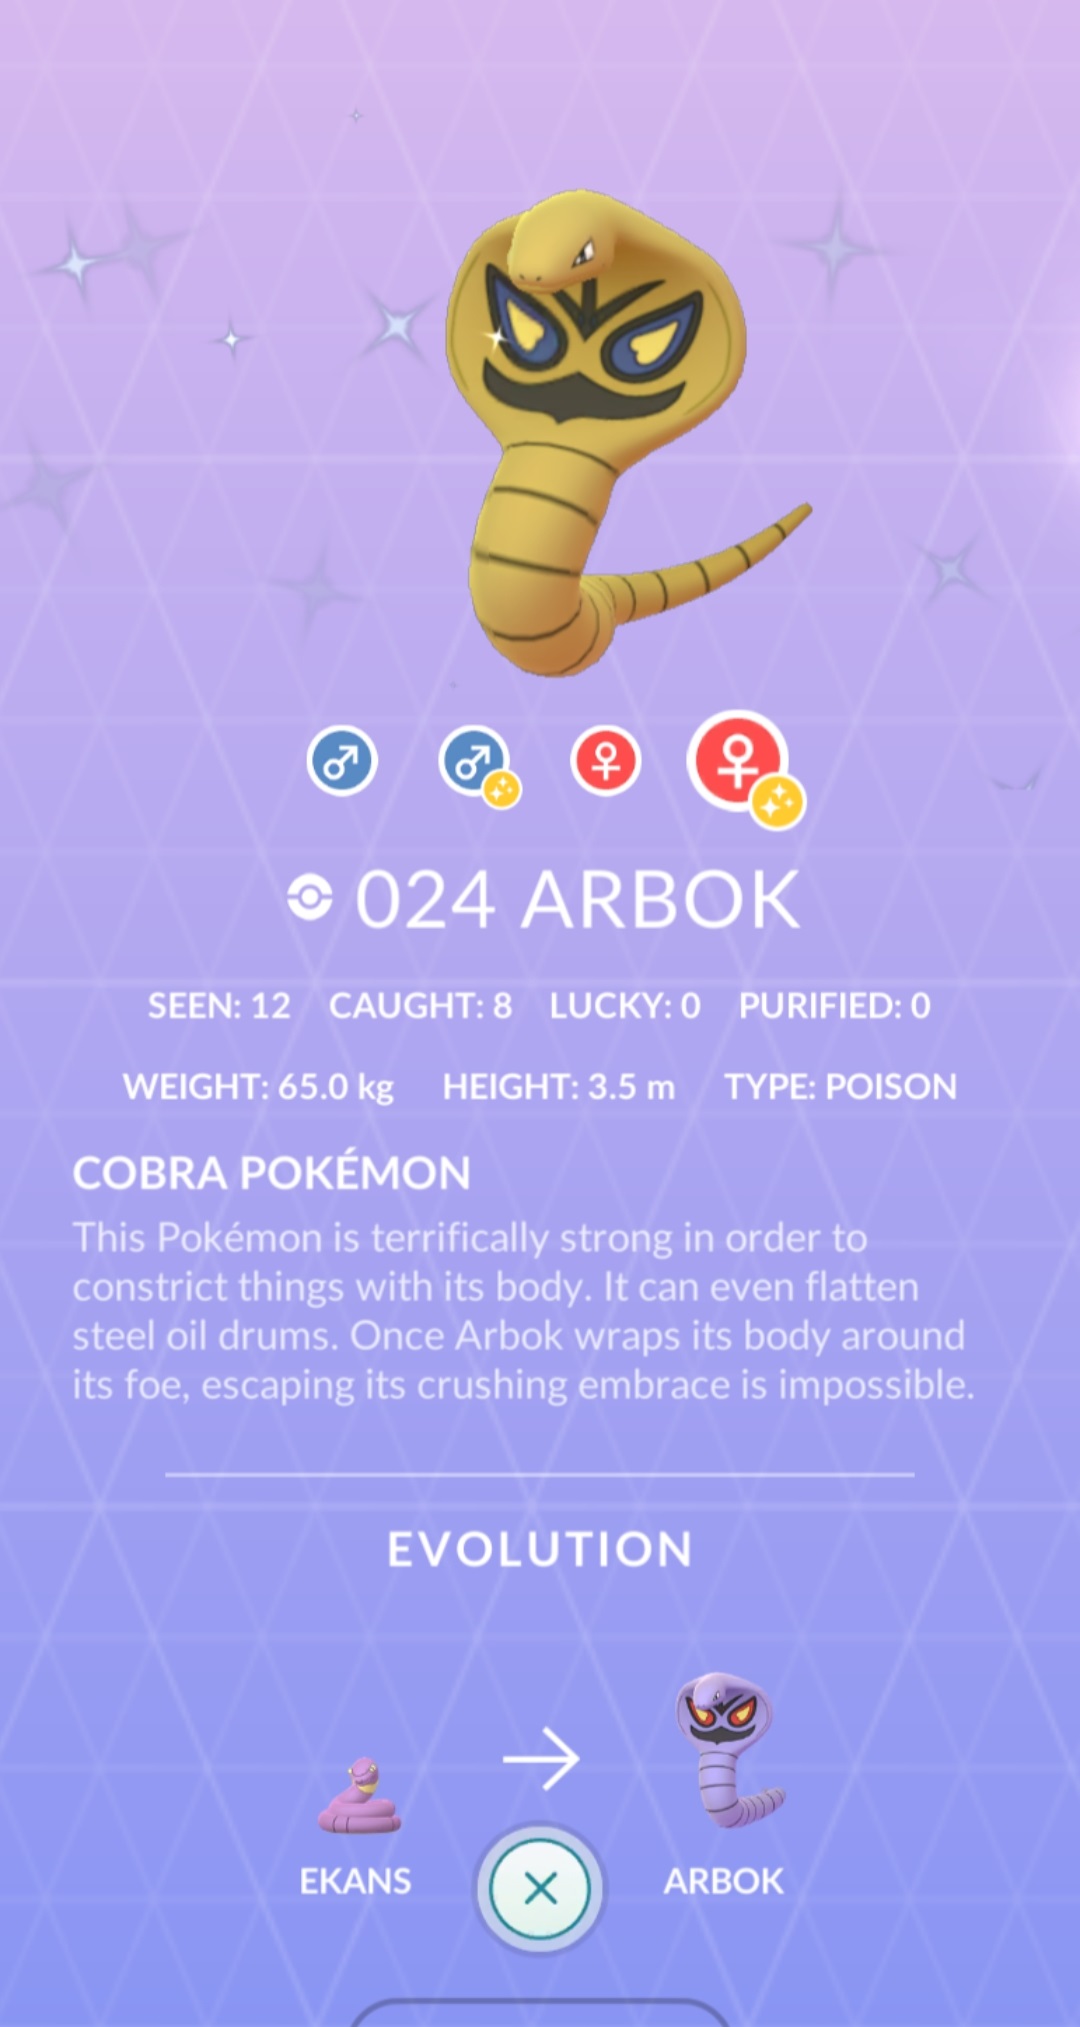 024 ARBOK
SEEN: 12 CAUGHT: 8 LUCKY: 0 PURIFIED: 0
WEIGHT: 65.0 kg HEIGHT: 3.5 m TYPE: POISON
COBRA POKÉMON
This Pokémon is terrifically strong in order to
constrict things with its body. It can even flatten
steel oil drums. Once Arbok wraps its body around
its foe, escaping its crushing embrace is impossible.
EVOLUTION
EKANS ARBOK